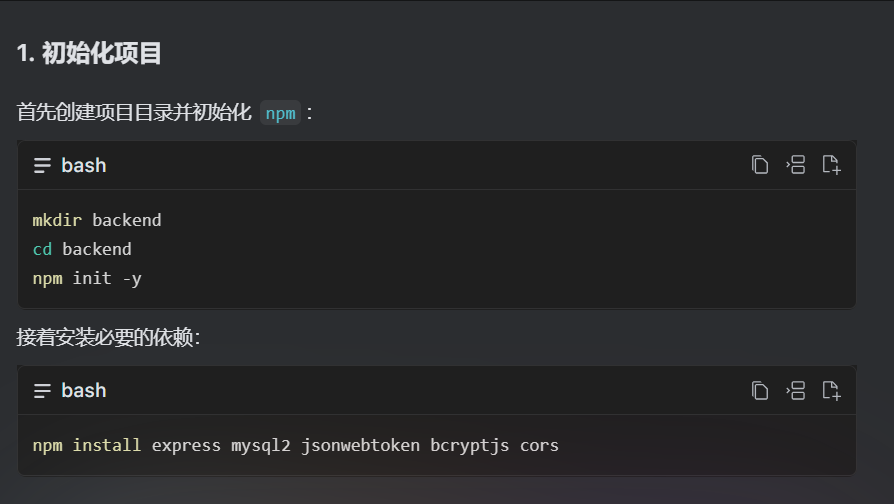 1. 初始化项目
首先创建项目目录并初始化 npm：
bash
mkdir backend
cd backend
npm init -y
接着安装必要的依赖：
bash
npm install express mysql2 jsonwebtoken bcryptjs cors